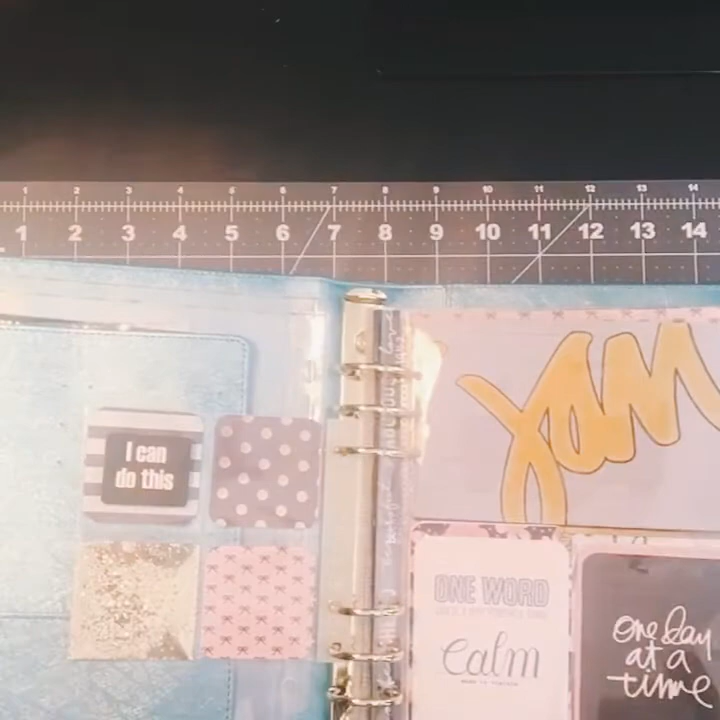 1 2 3 4 5 6 7 8 9 10 11 12 13 14
1 2 3 4 5 6 7 8 9 10 11 12 13 14
I can
do this
yam
ONE WORD
calm
one day
at a
time